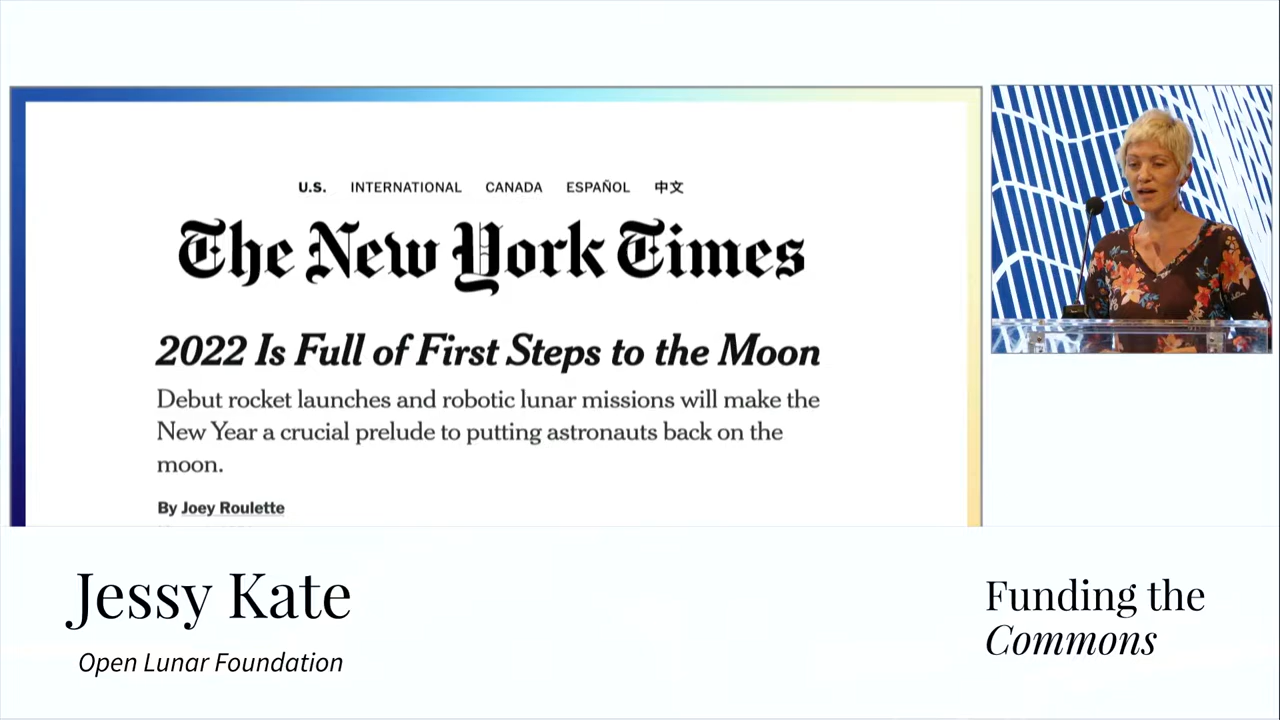 U.S. INTERNATIONAL CANADA ESPAÑOL 中文
The New York Times
2022 Is Full of First Steps to the Moon
Debut rocket launches and robotic lunar missions will make the
New Year a crucial prelude to putting astronauts back on the
moon.
By Joey Roulette
Jessy Kate
Open Lunar Foundation
Funding the
Commons